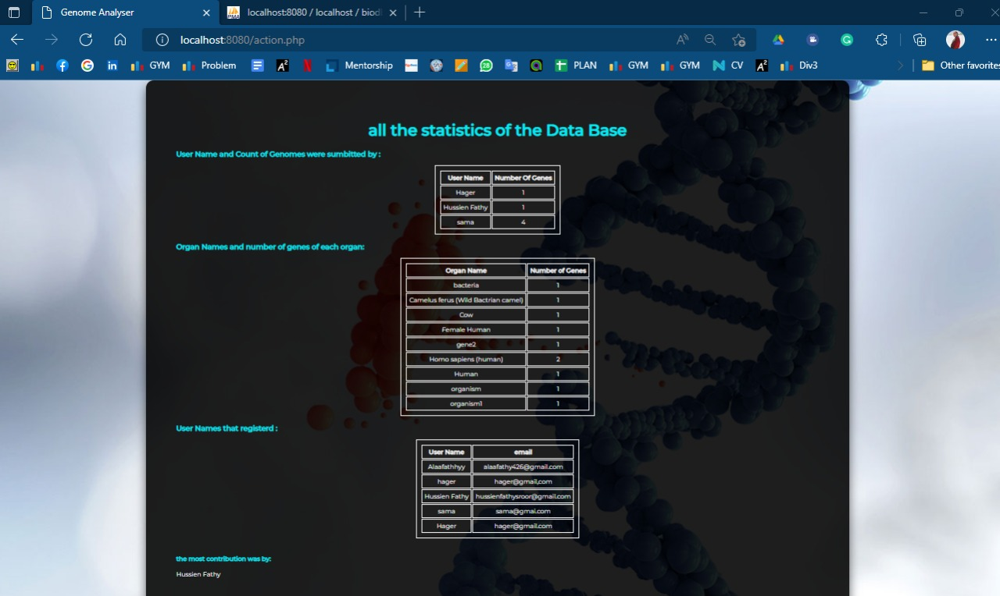 Genome Analyser
localhost:8080 / localhost / biod
localhost:8080/action.php
GYM
Problem
Mentorship
PLAN
GYM
GYM
CV
Div3
Other favorites
all the statistics of the Data Base
User Name and Count of Genomes were sumbitted by :
User Name Number Of Genes
Hager 1
Hussien Fathy 1
sama 4
Organ Names and number of genes of each organ:
Organ Name Number of Genes
bacteria 1
Camelus ferus (Wild Bactrian camel) 1
Cow 1
Female Human 1
gene2 1
Homo sapiens (human) 2
Human 1
organism 1
organism1 1
User Names that registerd :
User Name email
Alaafathhyy alaafathy426@gmail.com
hager hager@gmail,com
Hussien Fathy hussienfathysroor@gmail.com
sama sama@gmai.com
Hager hager@gmail.com
the most contribution was by:
Hussien Fathy